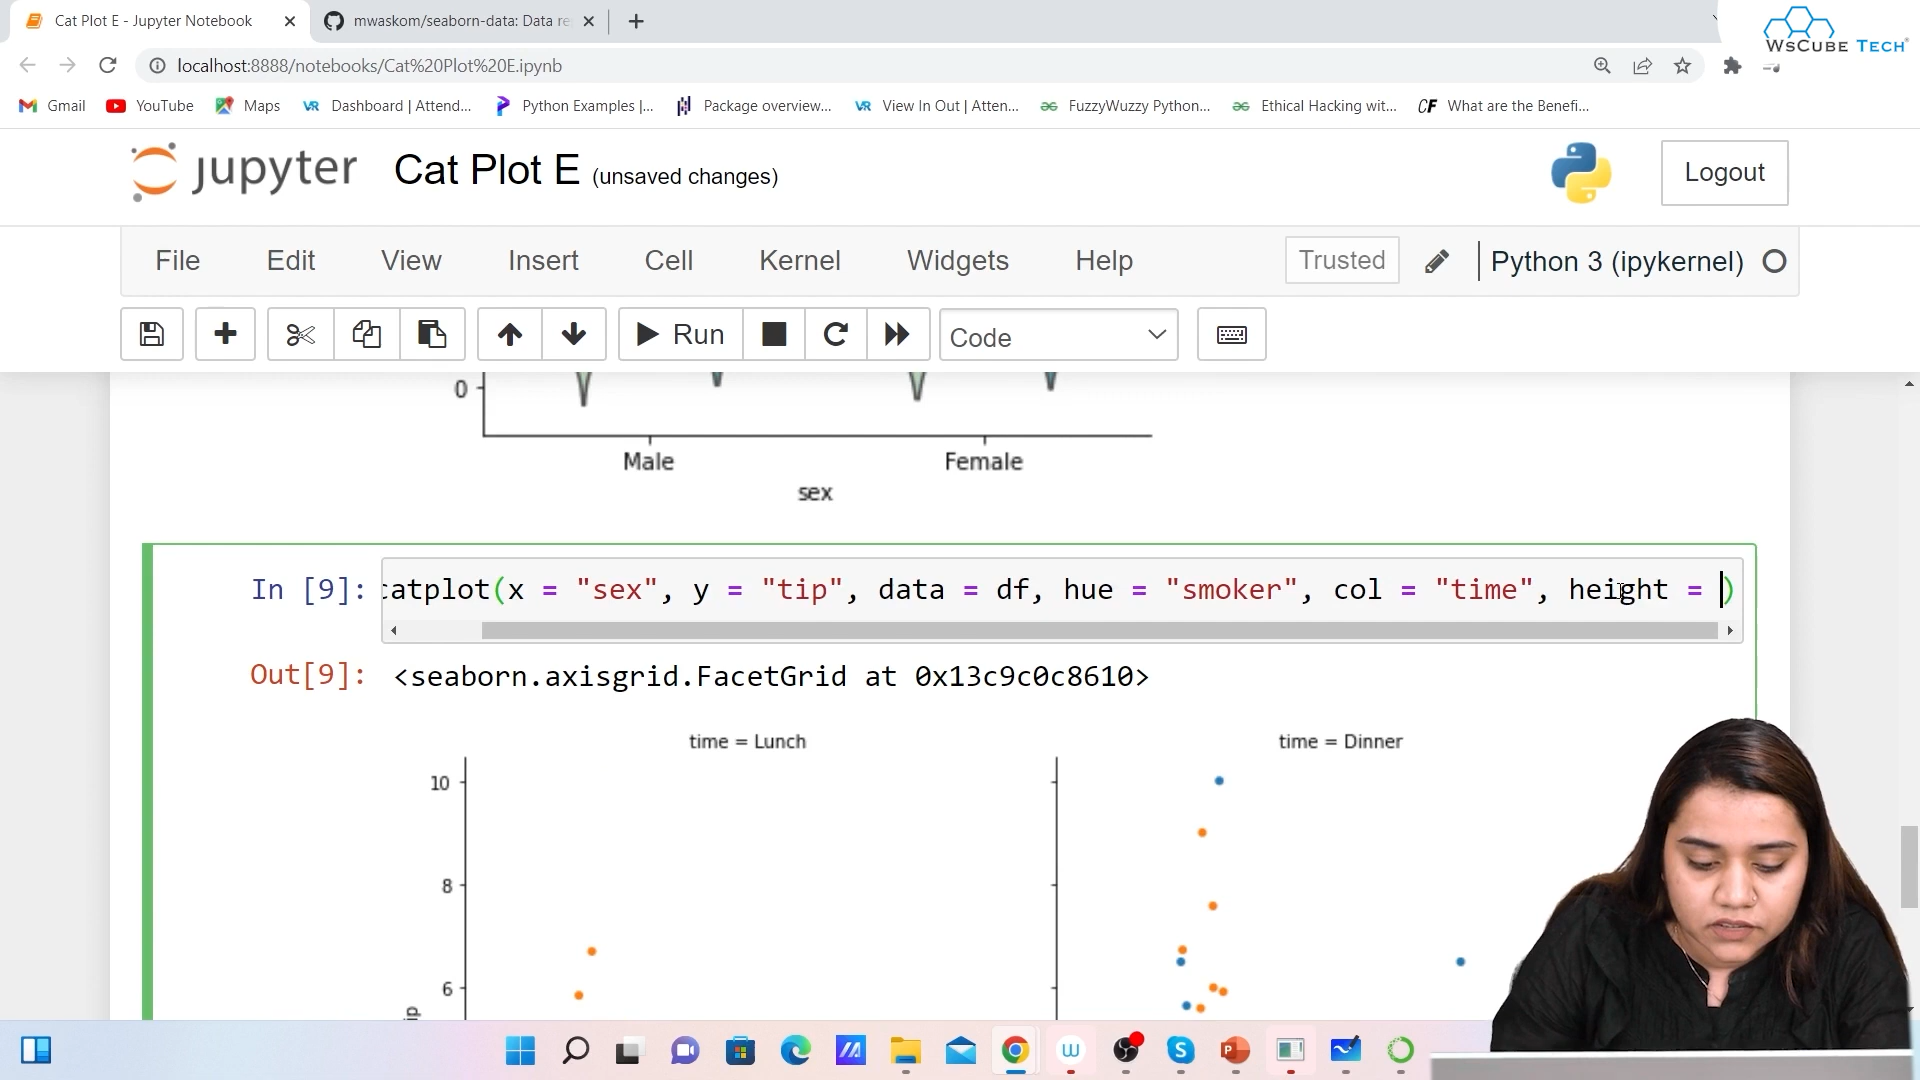 Cat Plot E - Jupyter Notebook
mwaskom/seaborn-data: Data re
WsCube Tech
localhost:8888/notebooks/Cat%20Plot%20E.ipynb
Gmail
YouTube
Maps
Dashboard | Attend...
Python Examples |...
Package overview...
View In Out | Atten...
FuzzyWuzzy Python...
Ethical Hacking wit...
What are the Benefi...
jupyter
Cat Plot E (unsaved changes)
Logout
File Edit View Insert Cell Kernel Widgets Help
Trusted
Python 3 (ipykernel)
Run
Code
0
Male Female
sex
In [9]: catplot(x = "sex", y = "tip", data = df, hue = "smoker", col = "time", height = )
Out[9]: <seaborn.axisgrid.FacetGrid at 0x13c9c0c8610>
time = Lunch time = Dinner
10
8
6